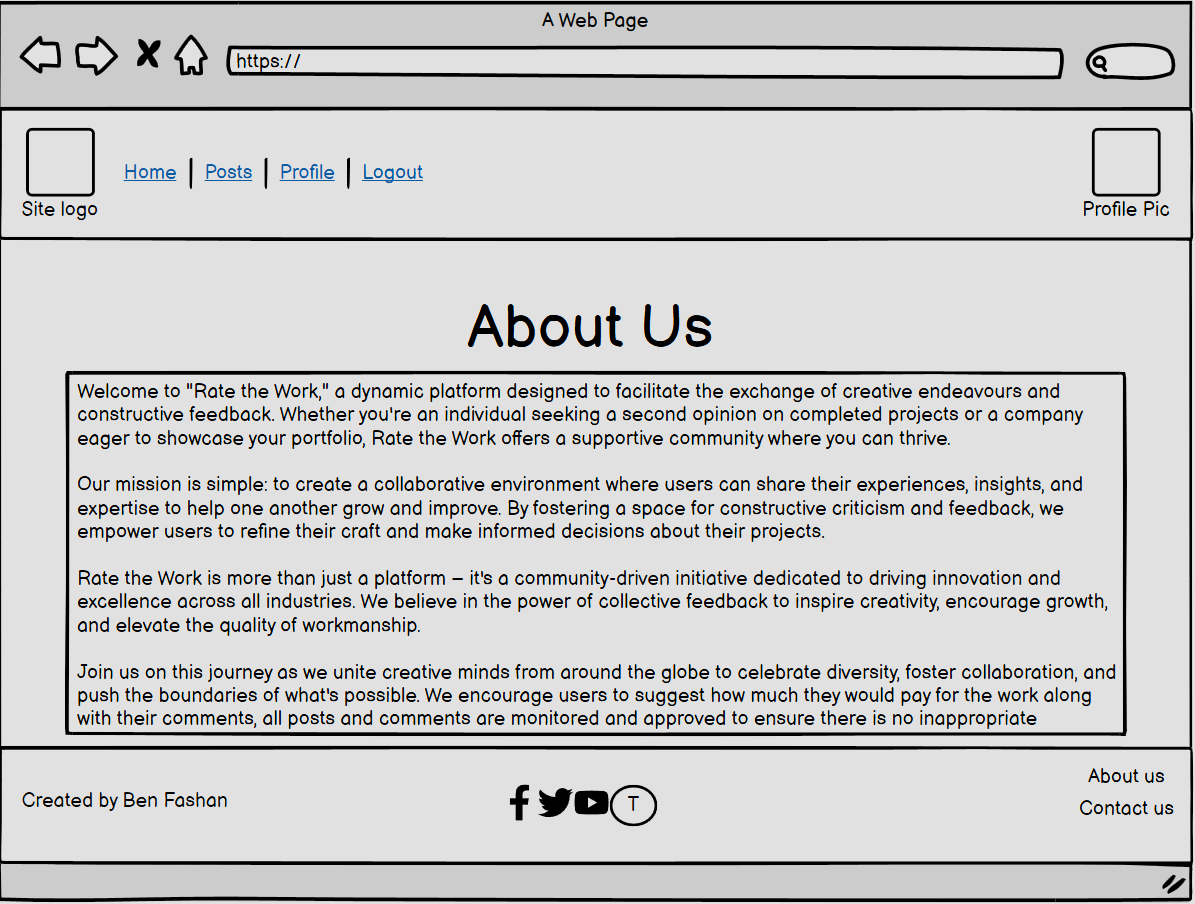 A Web Page
https://
Home | Posts | Profile | Logout
Site logo
Profile Pic
About Us
Welcome to "Rate the Work," a dynamic platform designed to facilitate the exchange of creative endeavours and
constructive feedback. Whether you're an individual seeking a second opinion on completed projects or a company
eager to showcase your portfolio, Rate the Work offers a supportive community where you can thrive.
Our mission is simple: to create a collaborative environment where users can share their experiences, insights, and
expertise to help one another grow and improve. By fostering a space for constructive criticism and feedback, we
empower users to refine their craft and make informed decisions about their projects.
Rate the Work is more than just a platform – it's a community-driven initiative dedicated to driving innovation and
excellence across all industries. We believe in the power of collective feedback to inspire creativity, encourage growth,
and elevate the quality of workmanship.
Join us on this journey as we unite creative minds from around the globe to celebrate diversity, foster collaboration, and
push the boundaries of what's possible. We encourage users to suggest how much they would pay for the work along
with their comments, all posts and comments are monitored and approved to ensure there is no inappropriate
Created by Ben Fashan
T
About us
Contact us